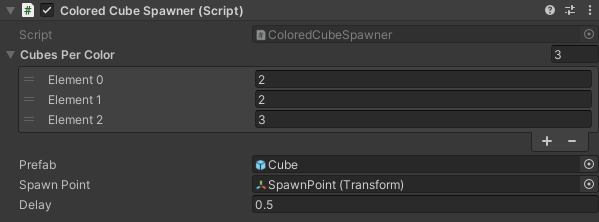 Colored Cube Spawner (Script)
Script ColoredCubeSpawner
Cubes Per Color 3
Element 0 2
Element 1 2
Element 2 3
Prefab Cube
Spawn Point SpawnPoint (Transform)
Delay 0.5